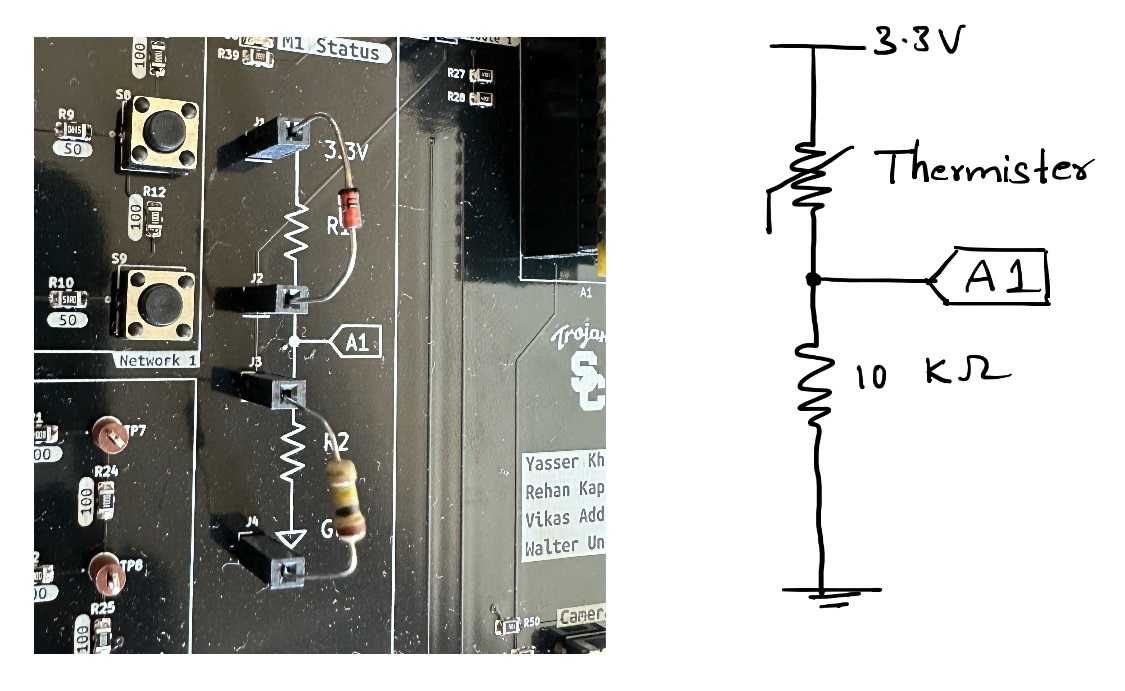 100
R39
M1 Status
S8
R9
50
R12
100
S9
R10
50
Network 1
J1
3.3V
R1
J2
A1
J3
R2
J4
R27
R28
A1
Trojan
SC
Yasser Kh
Rehan Kap
Vikas Add
Walter Un
TP7
R24
100
TP8
R25
100
R50
Camer
3.3V
Thermister
A1
10 KΩ